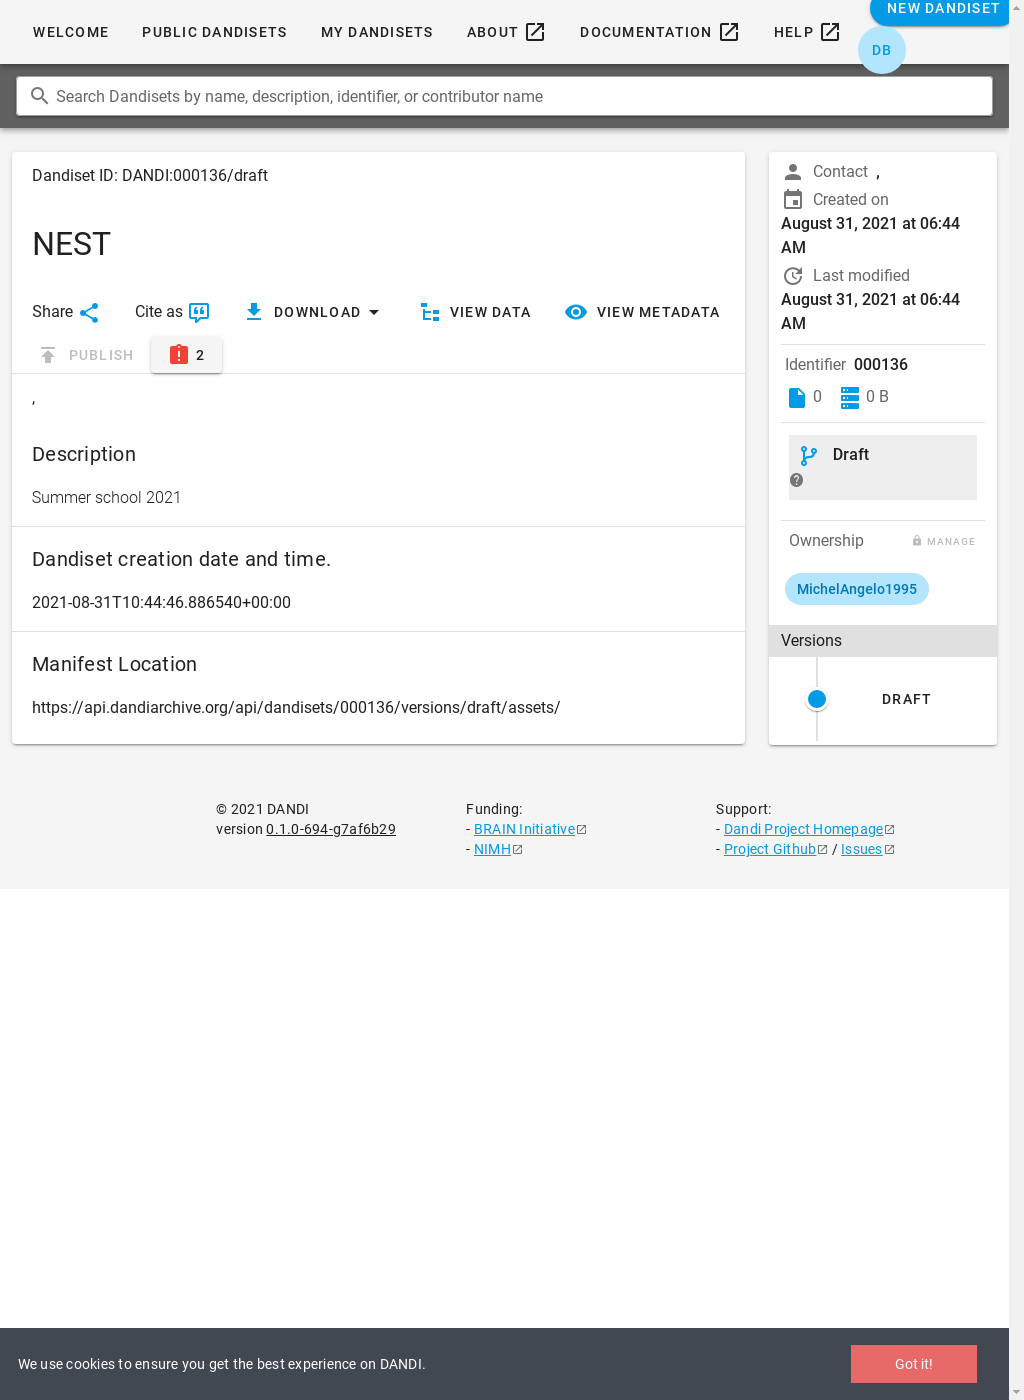 WELCOME PUBLIC DANDISETS MY DANDISETS ABOUT DOCUMENTATION HELP NEW DANDISET
DB
Search Dandisets by name, description, identifier, or contributor name
Dandiset ID: DANDI:000136/draft
NEST
Share Cite as DOWNLOAD VIEW DATA VIEW METADATA
PUBLISH 2
,
Description
Summer school 2021
Dandiset creation date and time.
2021-08-31T10:44:46.886540+00:00
Manifest Location
https://api.dandiarchive.org/api/dandisets/000136/versions/draft/assets/
Contact ,
Created on
August 31, 2021 at 06:44
AM
Last modified
August 31, 2021 at 06:44
AM
Identifier 000136
0 0 B
Draft
Ownership MANAGE
MichelAngelo1995
Versions
DRAFT
© 2021 DANDI
version 0.1.0-694-g7af6b29
Funding:
- BRAIN Initiative
- NIMH
Support:
- Dandi Project Homepage
- Project Github / Issues
We use cookies to ensure you get the best experience on DANDI.
Got it!